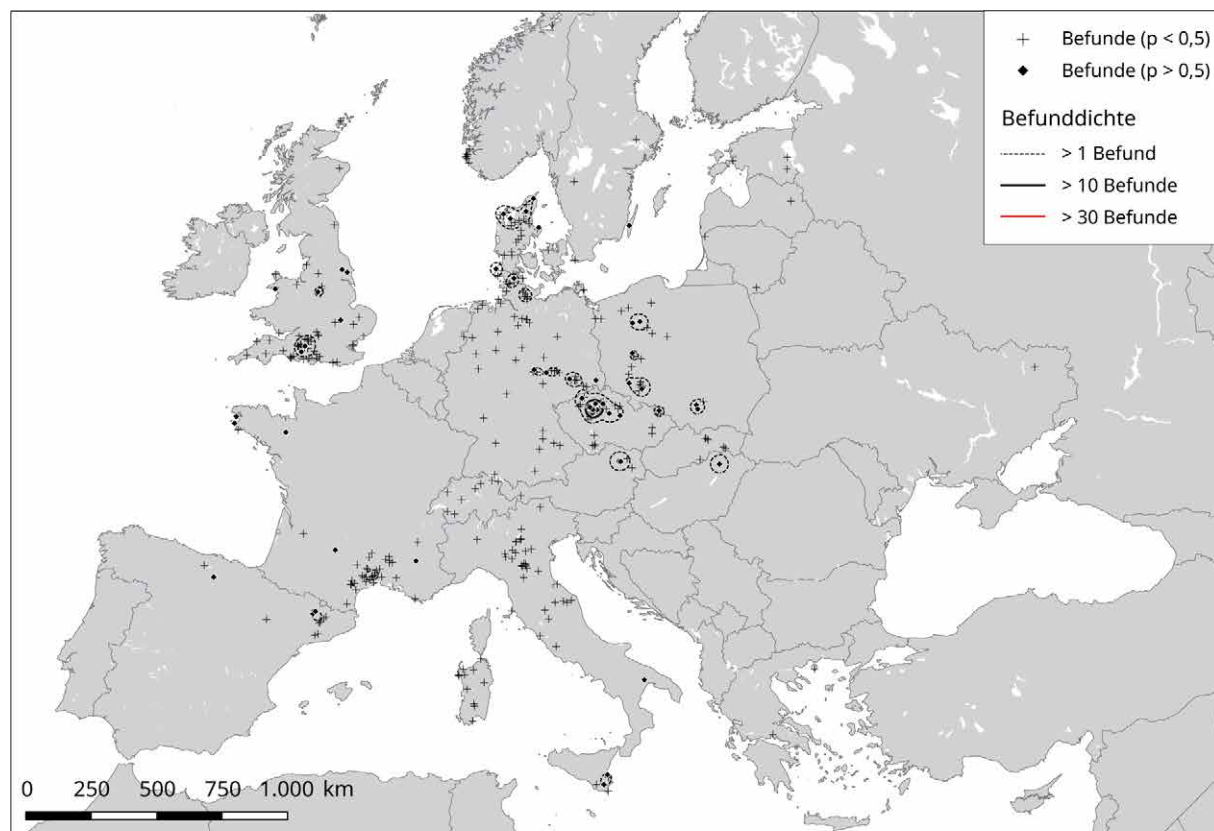 Befunde (p < 0,5)
Befunde (p > 0,5)
Befunddichte
> 1 Befund
> 10 Befunde
> 30 Befunde
0 250 500 750 1.000 km